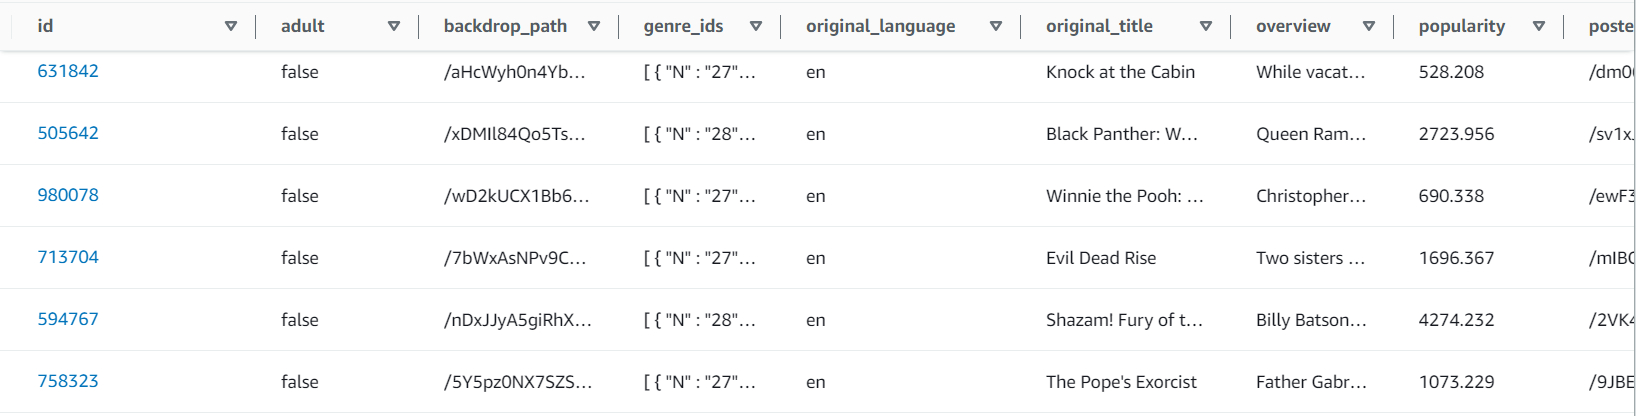 id adult backdrop_path genre_ids original_language original_title overview popularity poste
631842 false /aHcWyh0n4Yb... [ { "N" : "27"... en Knock at the Cabin While vacat... 528.208 /dm06
505642 false /xDMIl84Qo5Ts... [ { "N" : "28"... en Black Panther: W... Queen Ram... 2723.956 /sv1xJ
980078 false /wD2kUCX1Bb6... [ { "N" : "27"... en Winnie the Pooh: ... Christopher... 690.338 /ewF3
713704 false /7bWxAsNPv9C... [ { "N" : "27"... en Evil Dead Rise Two sisters ... 1696.367 /mIBC
594767 false /nDxJJyA5giRhX... [ { "N" : "28"... en Shazam! Fury of t... Billy Batson... 4274.232 /2VK4
758323 false /5Y5pz0NX7SZS... [ { "N" : "27"... en The Pope's Exorcist Father Gabr... 1073.229 /9JBE